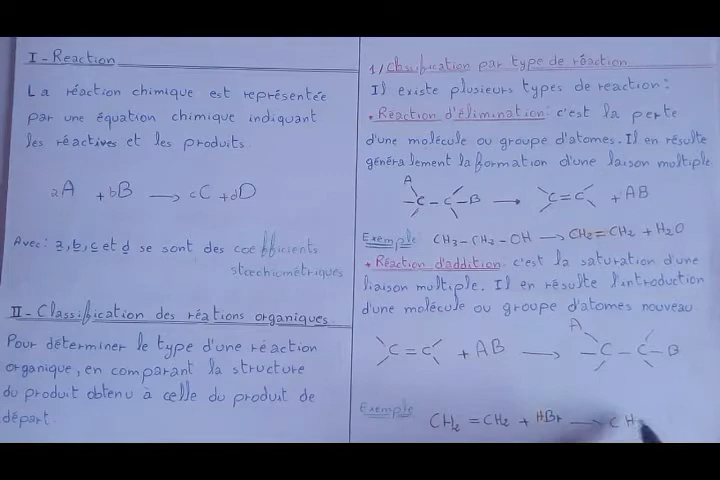 I - Reaction
La réaction chimique est représentée
par une équation chimique indiquant
les réactives et les produits.
aA + bB → cC + dD
Avec: a, b, c et d se sont des coefficients
stœchiométriques
II - Classification des réations organiques
Pour déterminer le type d'une réaction
organique, en comparant la structure
du produit obtenu à celle du produit de
départ.
1/ Classification par type de réaction
Il existe plusieurs types de reaction:
• Réaction d'élimination: c'est la perte
d'une molécule ou groupe d'atomes. Il en résulte
généralement la formation d'une liaison multiple
A
- C - C - B → C = C + AB
Exemple: CH3 - CH2 - OH → CH2 = CH2 + H2O
• Réaction d'addition: c'est la saturation d'une
liaison multiple. Il en résulte l'introduction
d'une molécule ou groupe d'atomes nouveau
A
C = C + AB → - C - C - B
Exemple
CH2 = CH2 + HBr → CH